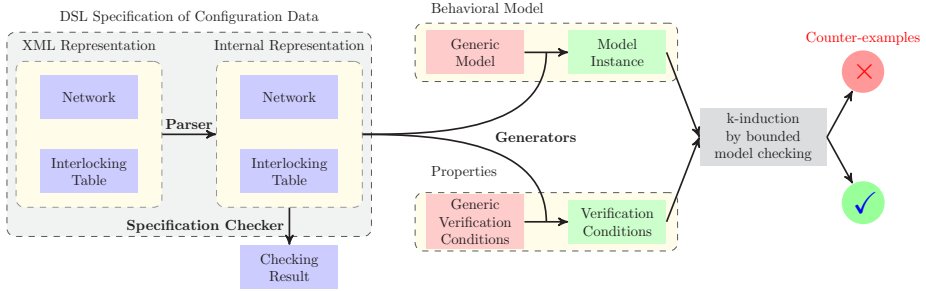 DSL Specification of Configuration Data
XML Representation
Internal Representation
Network
Interlocking
Table
Parser
Network
Interlocking
Table
Specification Checker
Checking
Result
Behavioral Model
Generic
Model
Model
Instance
Generators
Properties
Generic
Verification
Conditions
Verification
Conditions
k-induction
by bounded
model checking
Counter-examples